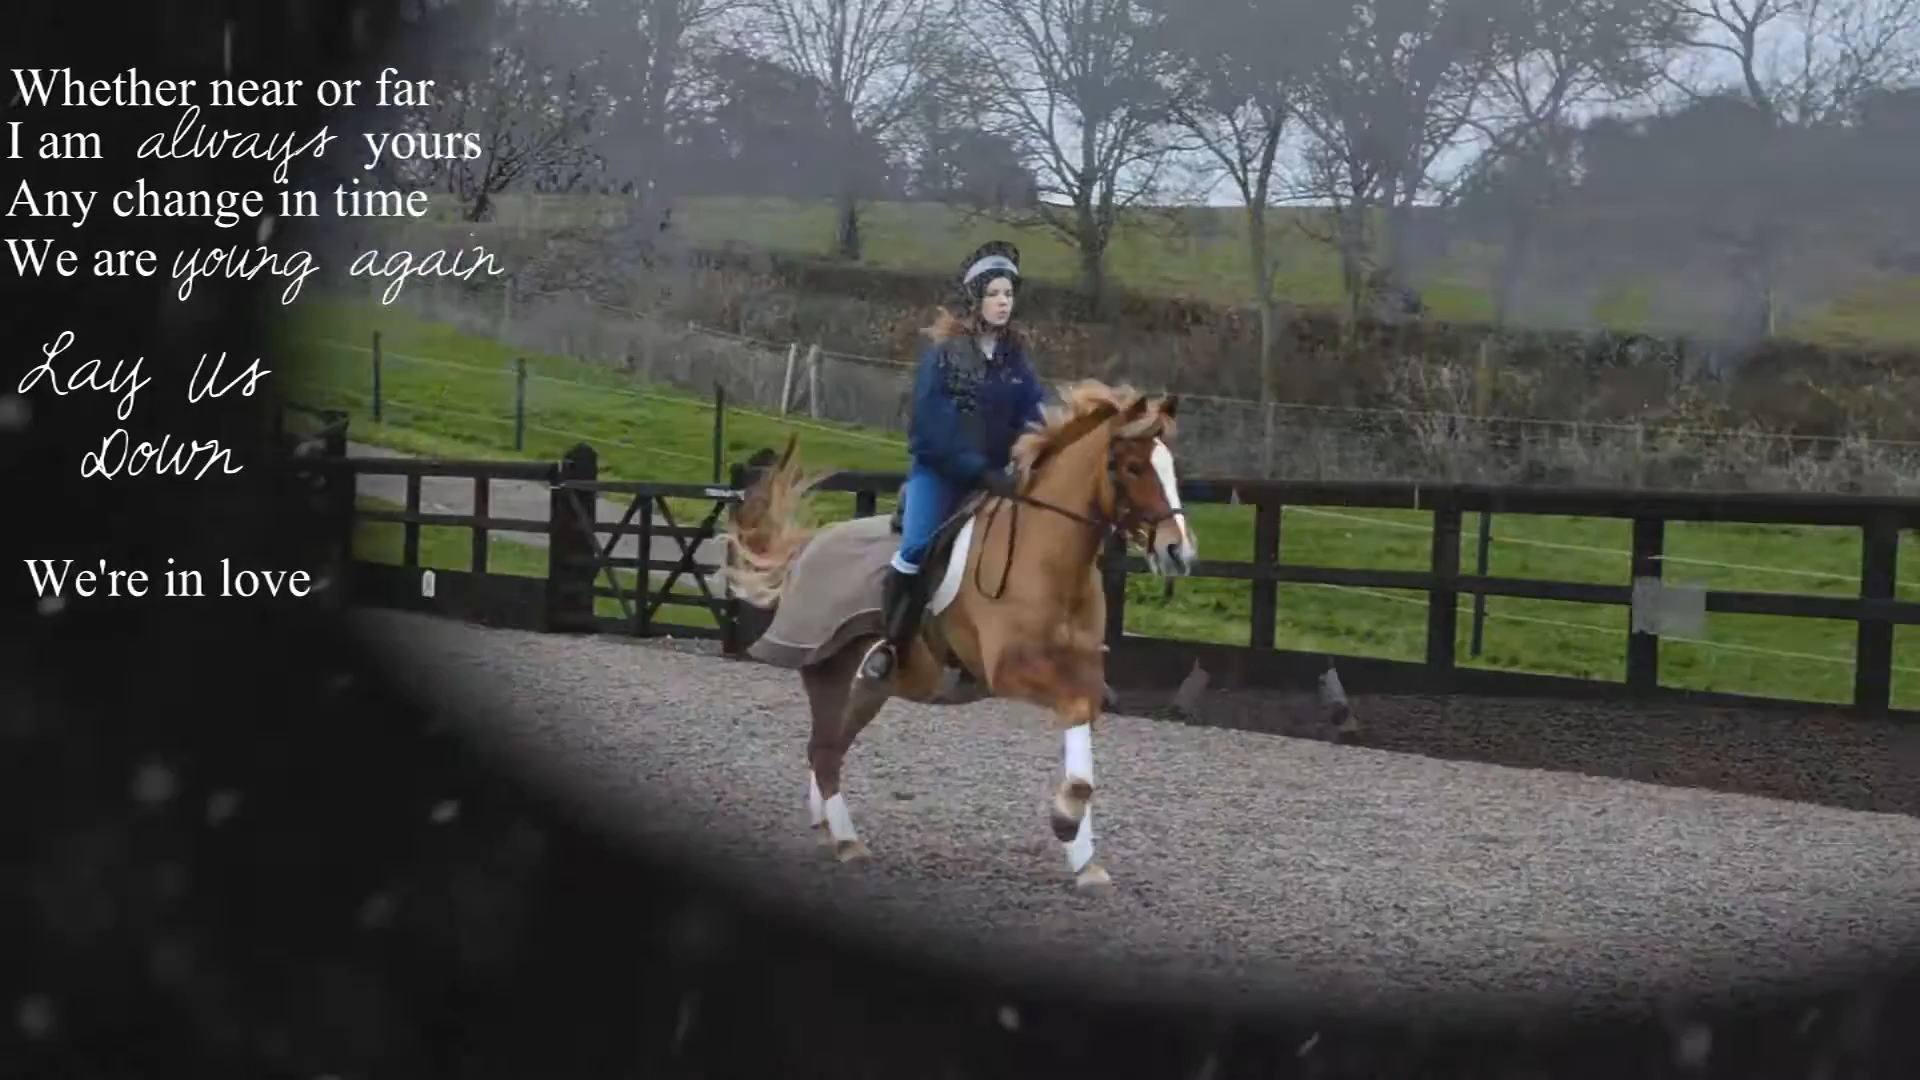 Whether near or far
I am always yours
Any change in time
We are young again
Lay Us
Down
We're in love